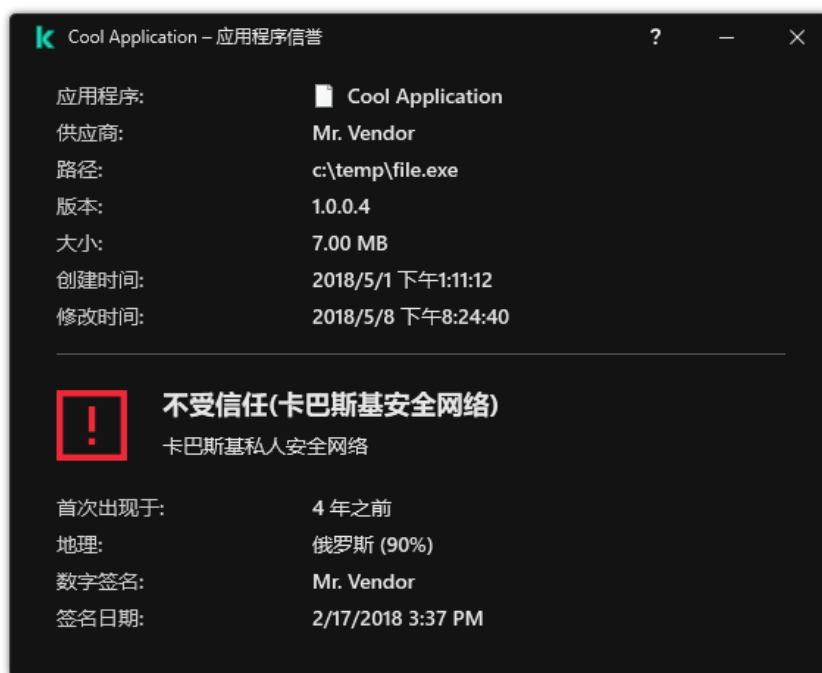 Cool Application – 应用程序信誉 ?
应用程序: Cool Application
供应商: Mr. Vendor
路径: c:\temp\file.exe
版本: 1.0.0.4
大小: 7.00 MB
创建时间: 2018/5/1 下午1:11:12
修改时间: 2018/5/8 下午8:24:40
不受信任(卡巴斯基安全网络)
卡巴斯基私人安全网络
首次出现于: 4 年之前
地理: 俄罗斯 (90%)
数字签名: Mr. Vendor
签名日期: 2/17/2018 3:37 PM